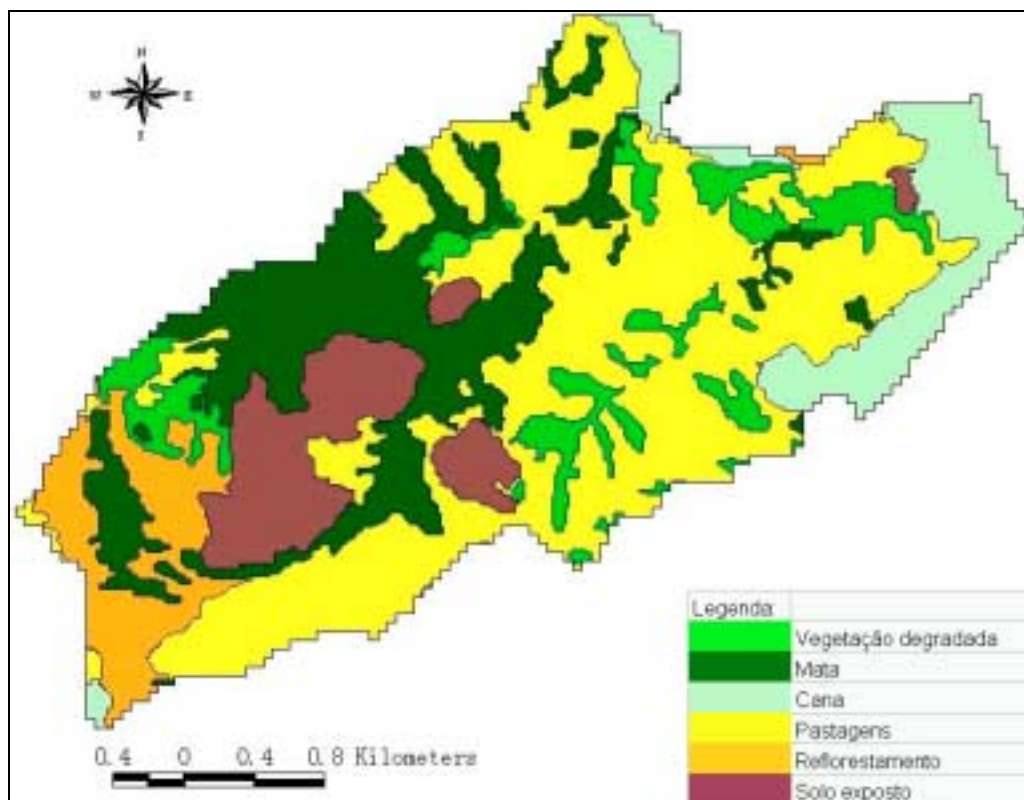 N
W E
S
Legenda
Vegetação degradada
Mata
Cana
Pastagens
Reflorestamento
Solo exposto
0.4 0 0.4 0.8 Kilometers